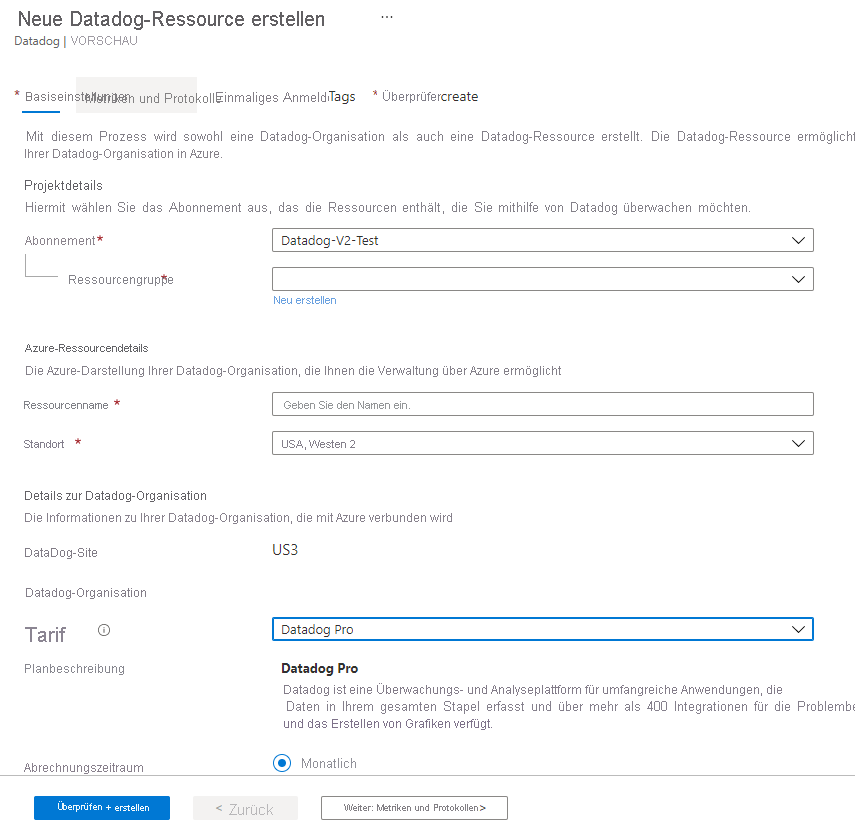 Neue Datadog-Ressource erstellen ...
Datadog | VORSCHAU
* Basiseinstellungen Metriken und Protokolle Einmaliges Anmeld Tags * Überprüfen create
Mit diesem Prozess wird sowohl eine Datadog-Organisation als auch eine Datadog-Ressource erstellt. Die Datadog-Ressource ermöglicht
Ihrer Datadog-Organisation in Azure.
Projektdetails
Hiermit wählen Sie das Abonnement aus, das die Ressourcen enthält, die Sie mithilfe von Datadog überwachen möchten.
Abonnement* Datadog-V2-Test
Ressourcengruppe*
Neu erstellen
Azure-Ressourcendetails
Die Azure-Darstellung Ihrer Datadog-Organisation, die Ihnen die Verwaltung über Azure ermöglicht
Ressourcenname * Geben Sie den Namen ein.
Standort * USA, Westen 2
Details zur Datadog-Organisation
Die Informationen zu Ihrer Datadog-Organisation, die mit Azure verbunden wird
DataDog-Site US3
Datadog-Organisation
Tarif Datadog Pro
Planbeschreibung Datadog Pro
Datadog ist eine Überwachungs- und Analyseplattform für umfangreiche Anwendungen, die
Daten in Ihrem gesamten Stapel erfasst und über mehr als 400 Integrationen für die Problembe
und das Erstellen von Grafiken verfügt.
Abrechnungszeitraum Monatlich
Überprüfen + erstellen < Zurück Weiter: Metriken und Protokollen>